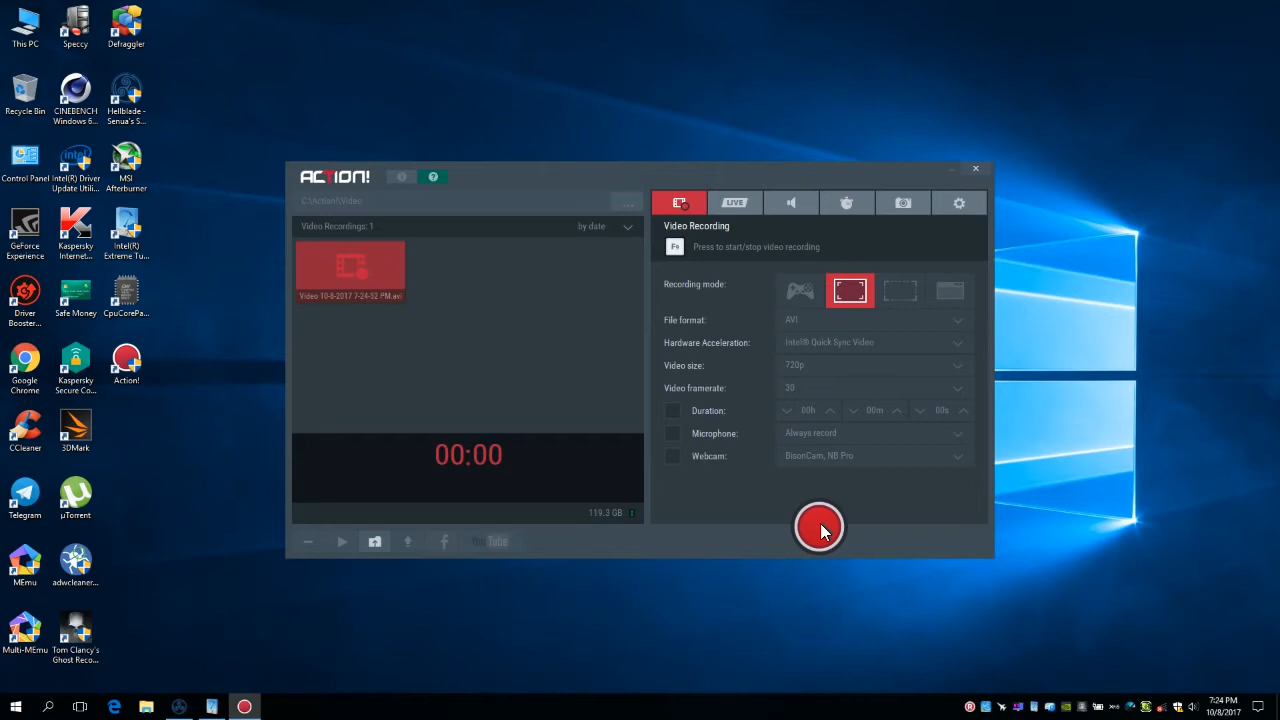 This PC
Speccy
Defraggler
Recycle Bin
CINEBENCH
Windows 6...
Hellblade -
Senua's S...
Control Panel
Intel(R) Driver
Update Utili...
MSI
Afterburner
GeForce
Experience
Kaspersky
Internet...
Intel(R)
Extreme Tu...
Driver
Booster...
Safe Money
CpuCorePa...
Google
Chrome
Kaspersky
Secure Co...
Action!
CCleaner
3DMark
Telegram
µTorrent
MEmu
adwcleaner...
Multi-MEmu
Tom Clancy's
Ghost Reco...
ACTION!
C:\Action!\Video
...
Video Recordings: 1
by date
Video 10-8-2017 7-24-52 PM.avi
00:00
119.3 GB
YouTube
LIVE
Video Recording
F9
Press to start/stop video recording
Recording mode:
File format:
AVI
Hardware Acceleration:
Intel® Quick Sync Video
Video size:
720p
Video framerate:
30
Duration:
00h
00m
00s
Microphone:
Always record
Webcam:
BisonCam, NB Pro
7:24 PM
10/8/2017